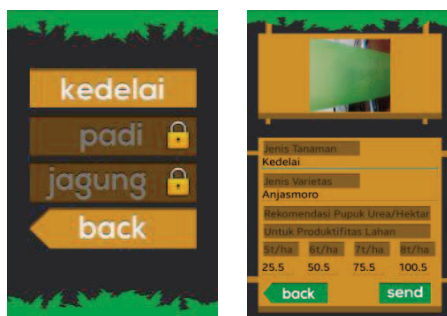 kedelai
padi
jagung
back
Jenis Tanaman
Kedelai
Jenis Varietas
Anjasmoro
Rekomendasi Pupuk Urea/Hektar
Untuk Produktifitas Lahan
5t/ha 6t/ha 7t/ha 8t/ha
25.5 50.5 75.5 100.5
back send